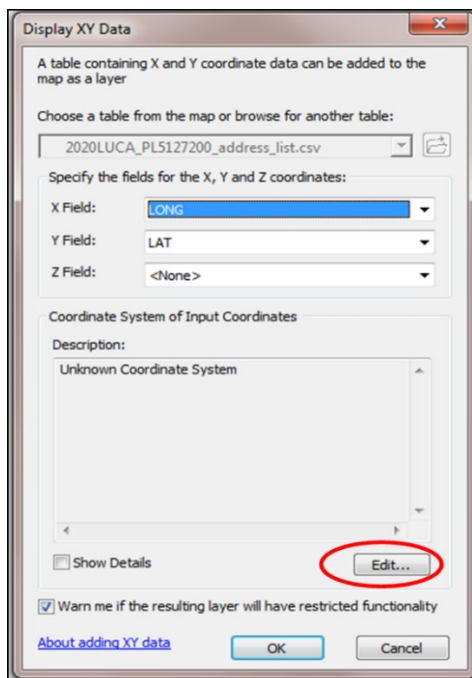 Display XY Data
A table containing X and Y coordinate data can be added to the
map as a layer
Choose a table from the map or browse for another table:
2020LUCA_PL5127200_address_list.csv
Specify the fields for the X, Y and Z coordinates:
X Field: LONG
Y Field: LAT
Z Field: <None>
Coordinate System of Input Coordinates
Description:
Unknown Coordinate System
Show Details Edit...
Warn me if the resulting layer will have restricted functionality
About adding XY data OK Cancel